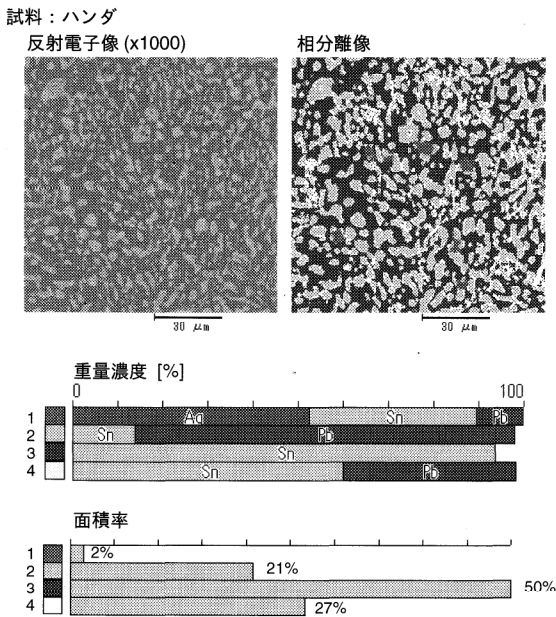 試料：ハンダ
反射電子像 (x1000)
相分離像
30 μm
30 μm
重量濃度 [%]
0 100
1 Ag Sn Pb
2 Sn Pb
3 Sn
4 Sn Pb
面積率
1 2%
2 21%
3 50%
4 27%